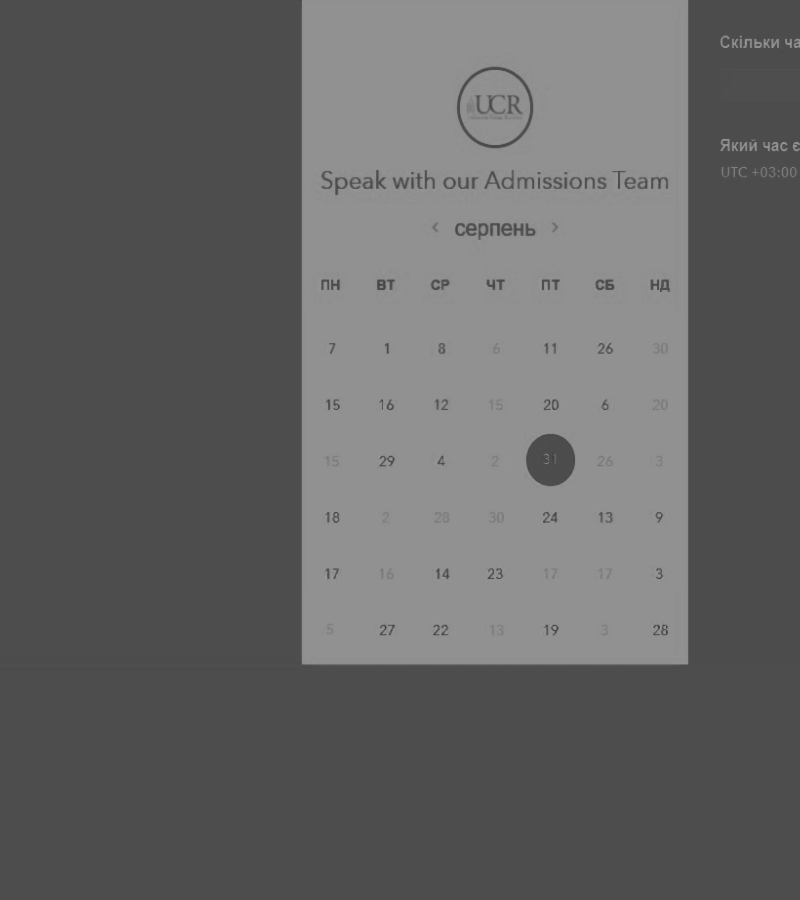 Скільки ча
UCR
Який час є
Speak with our Admissions Team
UTC +03:00
‹ серпень ›
ПН ВТ СР ЧТ ПТ СБ НД
7 1 8 6 11 26 30
15 16 12 15 20 6 20
15 29 4 2 31 26 3
18 2 28 30 24 13 9
17 16 14 23 17 17 3
5 27 22 13 19 3 28